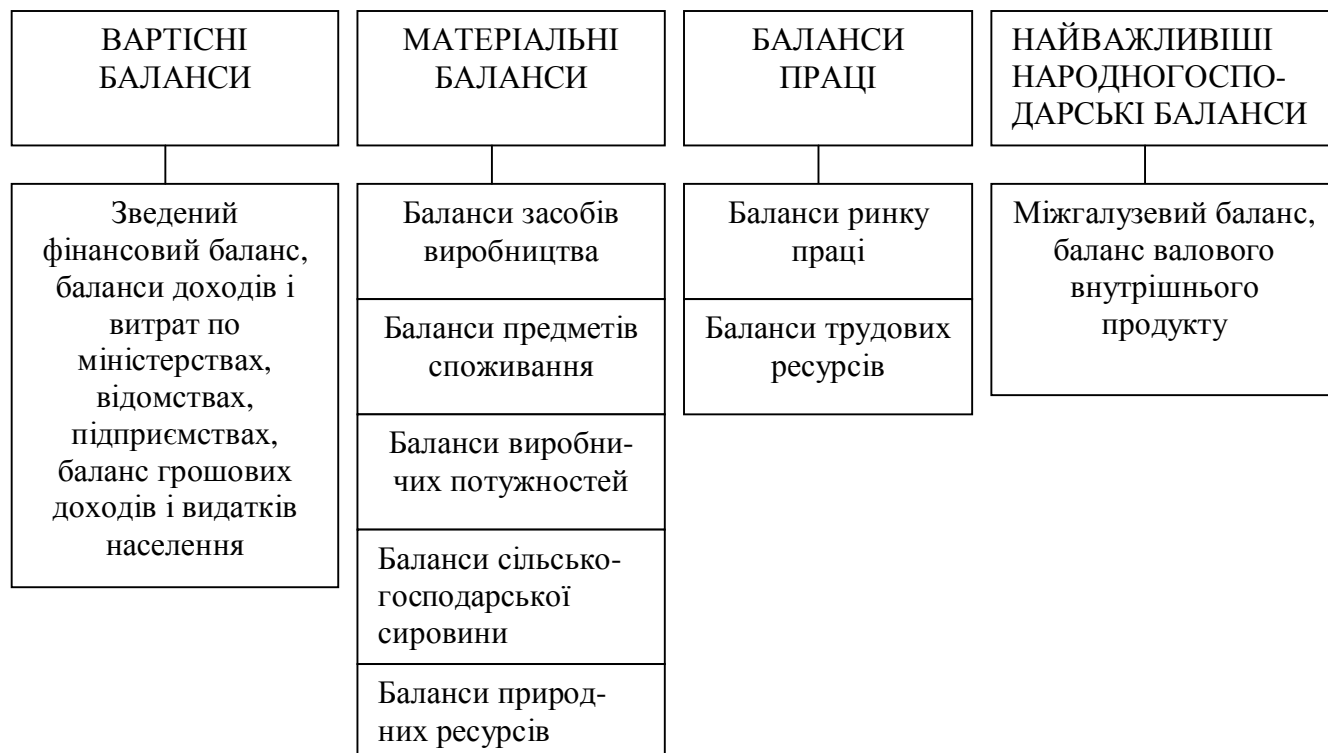 ВАРТІСНІ
БАЛАНСИ
МАТЕРІАЛЬНІ
БАЛАНСИ
БАЛАНСИ
ПРАЦІ
НАЙВАЖЛИВІШІ
НАРОДНОГОСПО-
ДАРСЬКІ БАЛАНСИ
Зведений
фінансовий баланс,
баланси доходів і
витрат по
міністерствах,
відомствах,
підприємствах,
баланс грошових
доходів і видатків
населення
Баланси засобів
виробництва
Баланси предметів
споживання
Баланси виробни-
чих потужностей
Баланси сільсько-
господарської
сировини
Баланси природ-
них ресурсів
Баланси ринку
праці
Баланси трудових
ресурсів
Міжгалузевий баланс,
баланс валового
внутрішнього
продукту